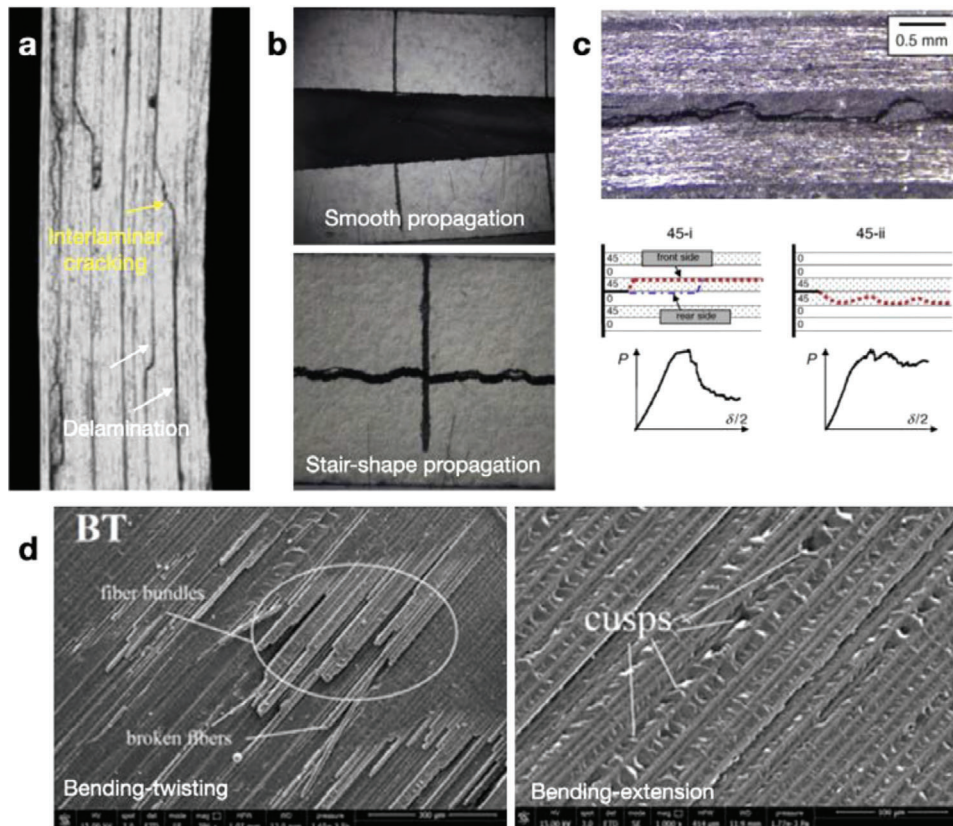 a
Interlaminar
cracking
Delamination
b
Smooth propagation
Stair-shape propagation
c
0.5 mm
45-i
45
0
45
0
45
0
front side
rear side
P
δ/2
45-ii
0
45
0
45
0
0
P
δ/2
d
BT
fiber bundles
broken fibers
Bending-twisting
cusps
Bending-extension